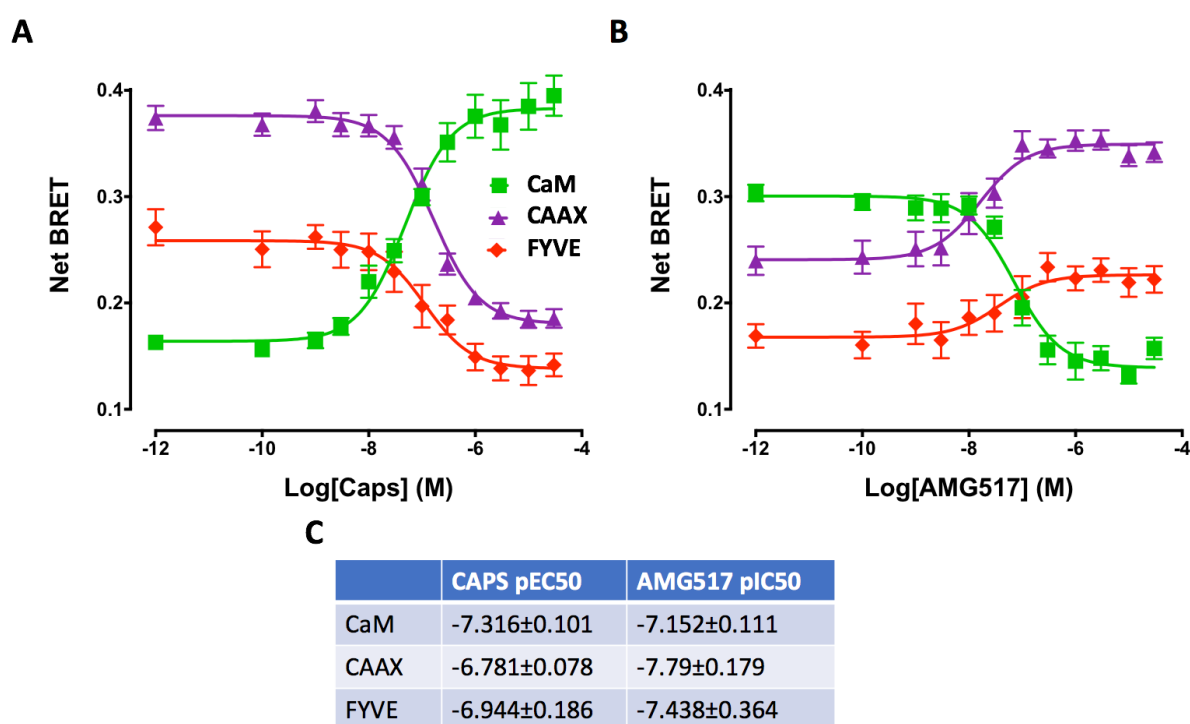 A
B
0.4
0.3
0.2
0.1
Net BRET
CaM
CAAX
FYVE
-12
-10
-8
-6
-4
Log[Caps] (M)
0.4
0.3
0.2
0.1
Net BRET
-12
-10
-8
-6
-4
Log[AMG517] (M)
C
CAPS pEC50 AMG517 pIC50
CaM -7.316±0.101 -7.152±0.111
CAAX -6.781±0.078 -7.79±0.179
FYVE -6.944±0.186 -7.438±0.364